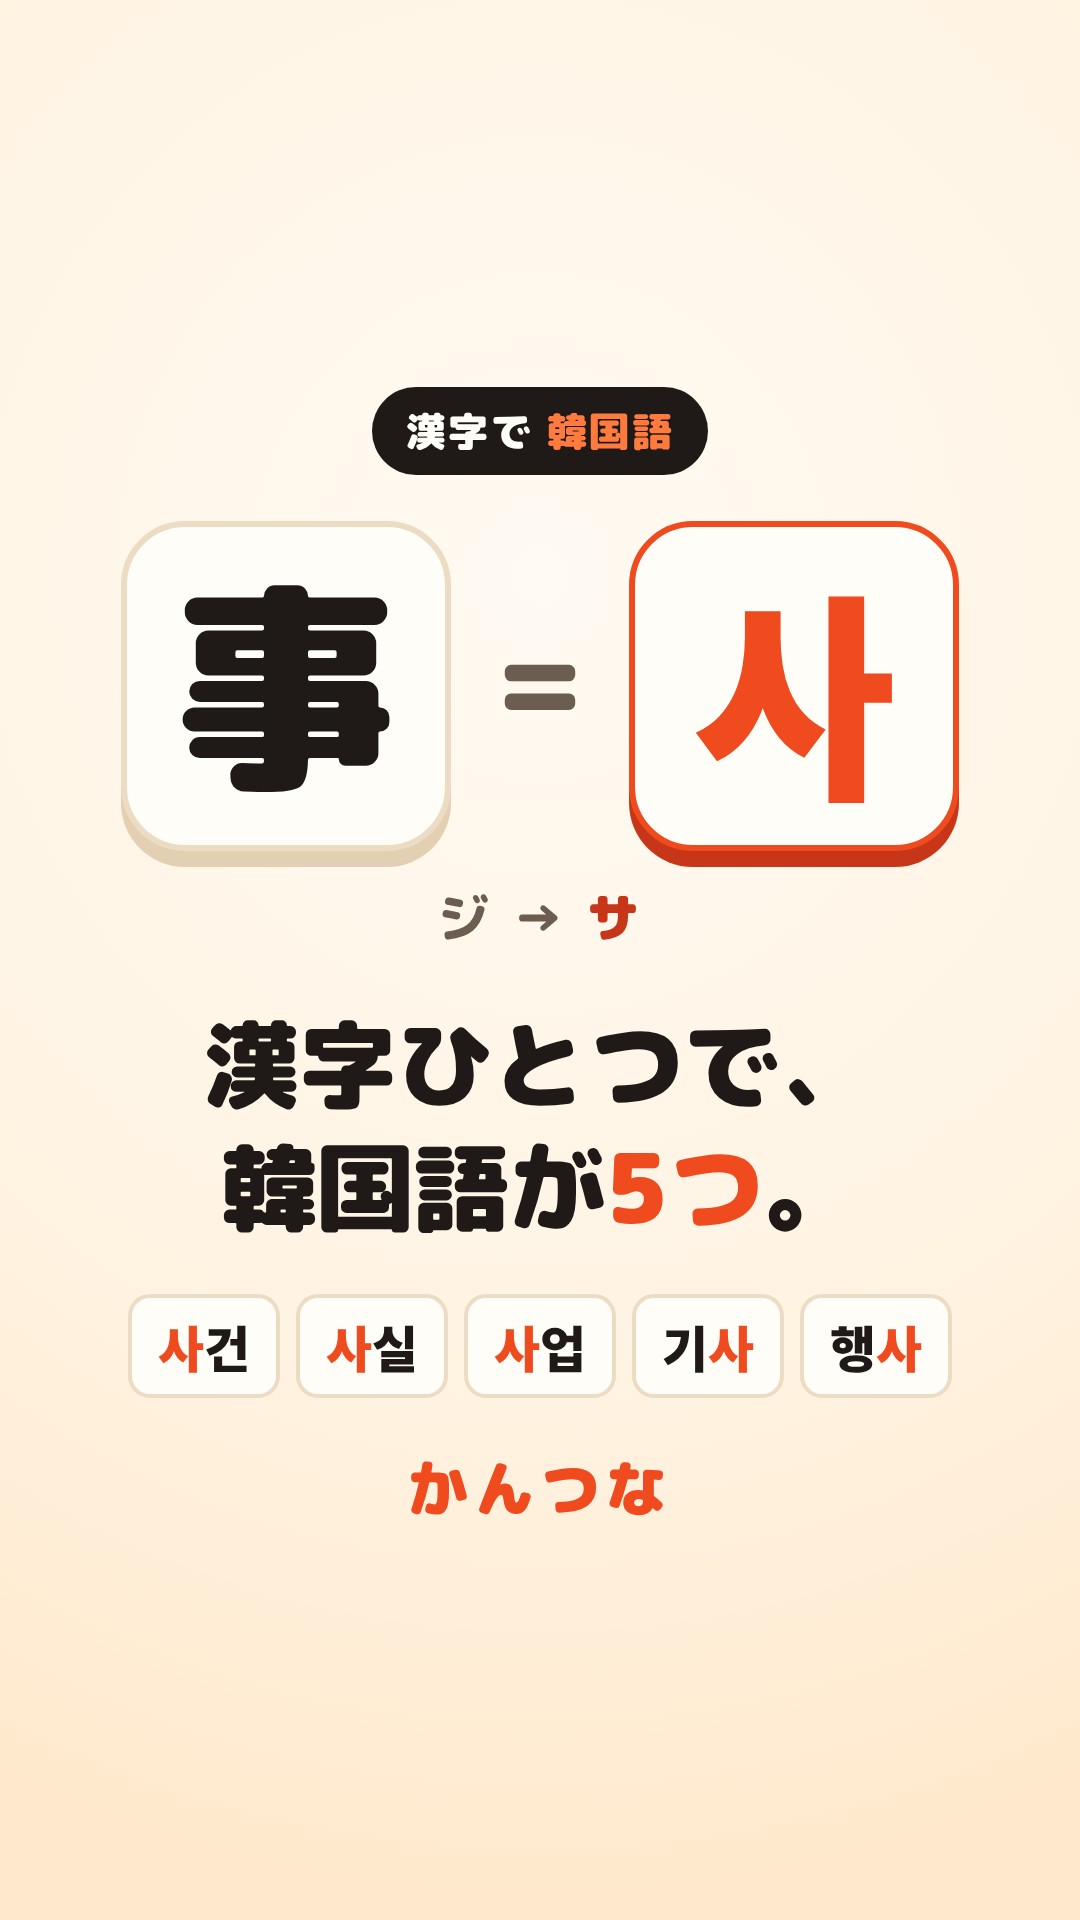 漢字で 韓国語
事 = 사
ジ → サ
漢字ひとつで、
韓国語が5つ。
사건 사실 사업 기사 행사
かんつな